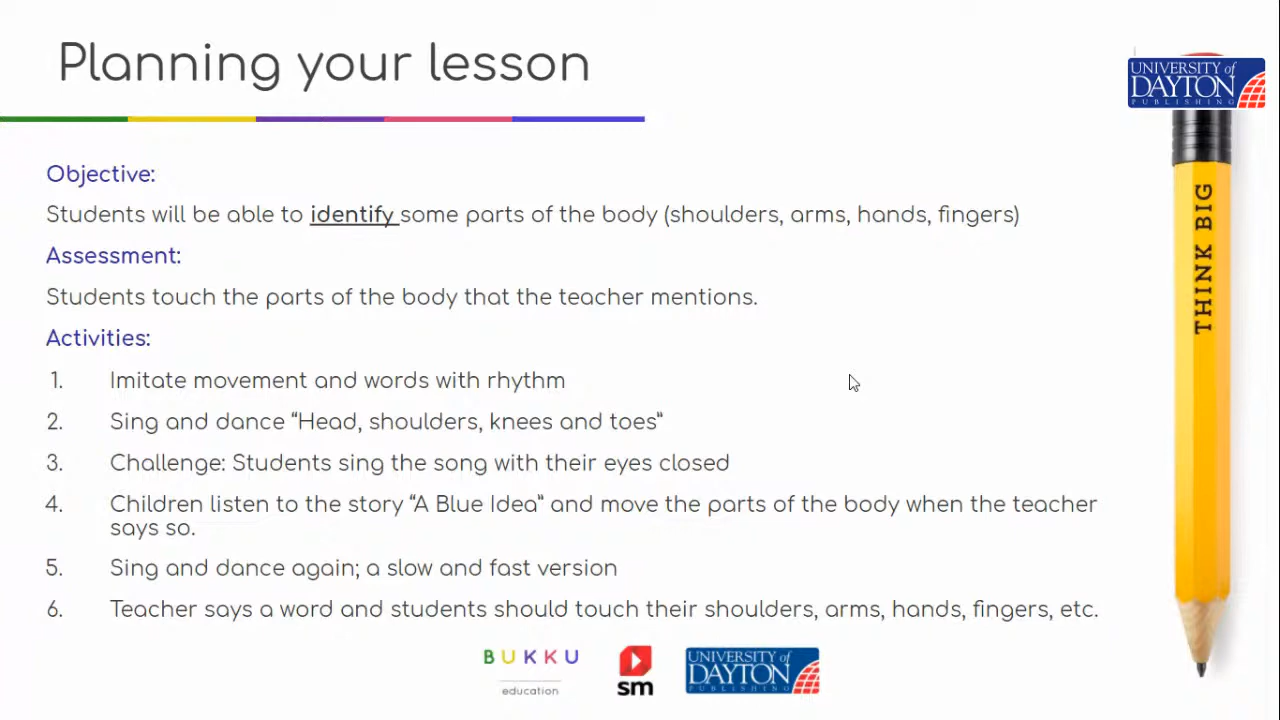 Planning your lesson
UNIVERSITY of
DAYTON
PUBLISHING
THINK BIG
Objective:
Students will be able to identify some parts of the body (shoulders, arms, hands, fingers)
Assessment:
Students touch the parts of the body that the teacher mentions.
Activities:
1. Imitate movement and words with rhythm
2. Sing and dance “Head, shoulders, knees and toes”
3. Challenge: Students sing the song with their eyes closed
4. Children listen to the story “A Blue Idea” and move the parts of the body when the teacher
says so.
5. Sing and dance again; a slow and fast version
6. Teacher says a word and students should touch their shoulders, arms, hands, fingers, etc.
BUKKU
education
sm
UNIVERSITY of
DAYTON
PUBLISHING